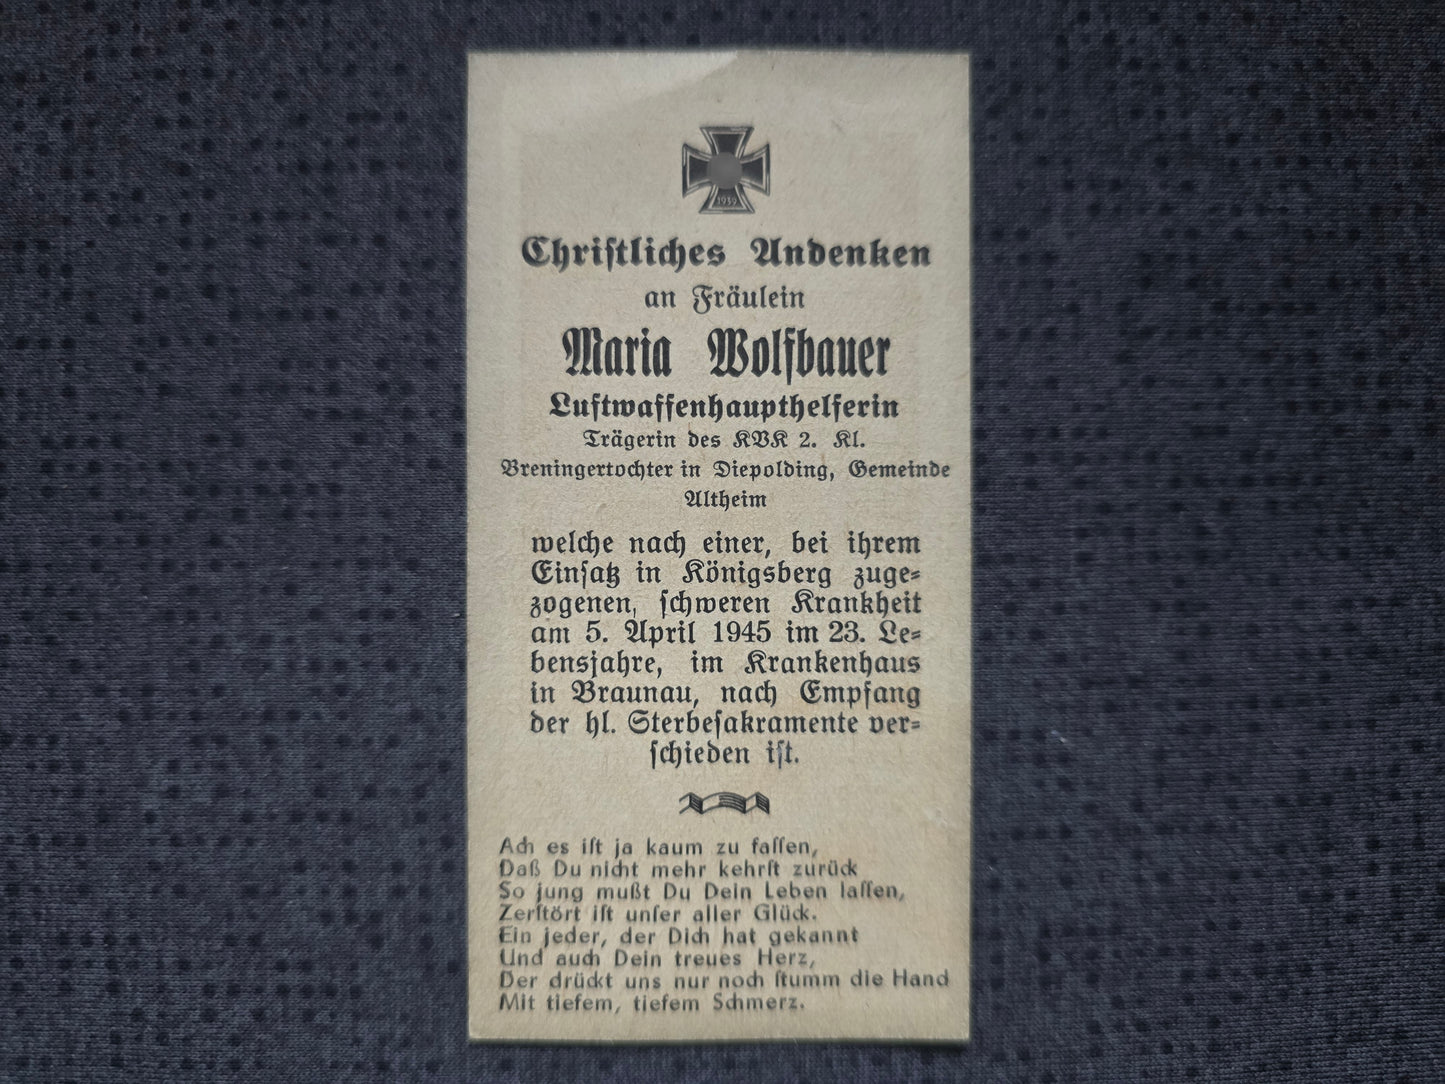 1939
Chriſtliches Andenken
an Fräulein
Maria Wolfbauer
Luftwaffenhaupthelferin
Trägerin des KVK 2. Kl.
Breningertochter in Diepolding, Gemeinde
Altheim
welche nach einer, bei ihrem
Einſatz in Königsberg zuge⸗
zogenen, ſchweren Krankheit
am 5. April 1945 im 23. Le⸗
bensjahre, im Krankenhaus
in Braunau, nach Empfang
der hl. Sterbeſakramente ver⸗
ſchieden iſt.
Ach es iſt ja kaum zu faſſen,
Daß Du nicht mehr kehrſt zurück
So jung mußt Du Dein Leben laſſen,
Zerſtört iſt unſer aller Glück.
Ein jeder, der Dich hat gekannt
Und auch Dein treues Herz,
Der drückt uns nur noch ſtumm die Hand
Mit tiefem, tiefem Schmerz.